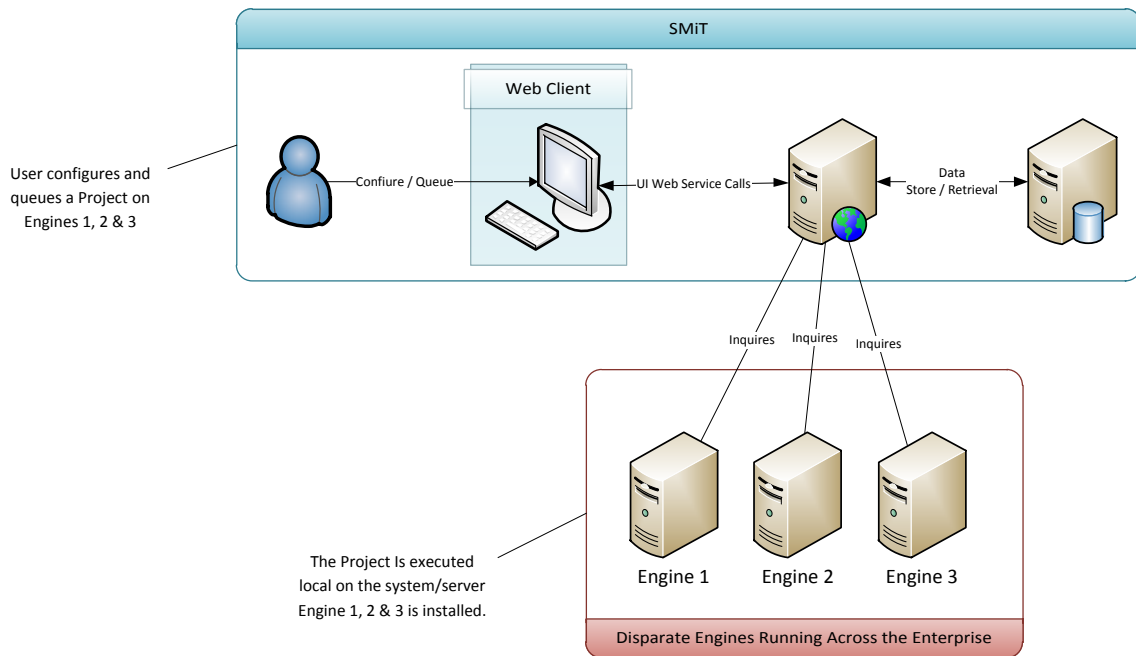 SMiT
Web Client
User configures and
queues a Project on
Engines 1, 2 & 3
Confiure / Queue
UI Web Service Calls
Data
Store / Retrieval
Inquires
Inquires
Inquires
Engine 1
Engine 2
Engine 3
The Project Is executed
local on the system/server
Engine 1, 2 & 3 is installed.
Disparate Engines Running Across the Enterprise